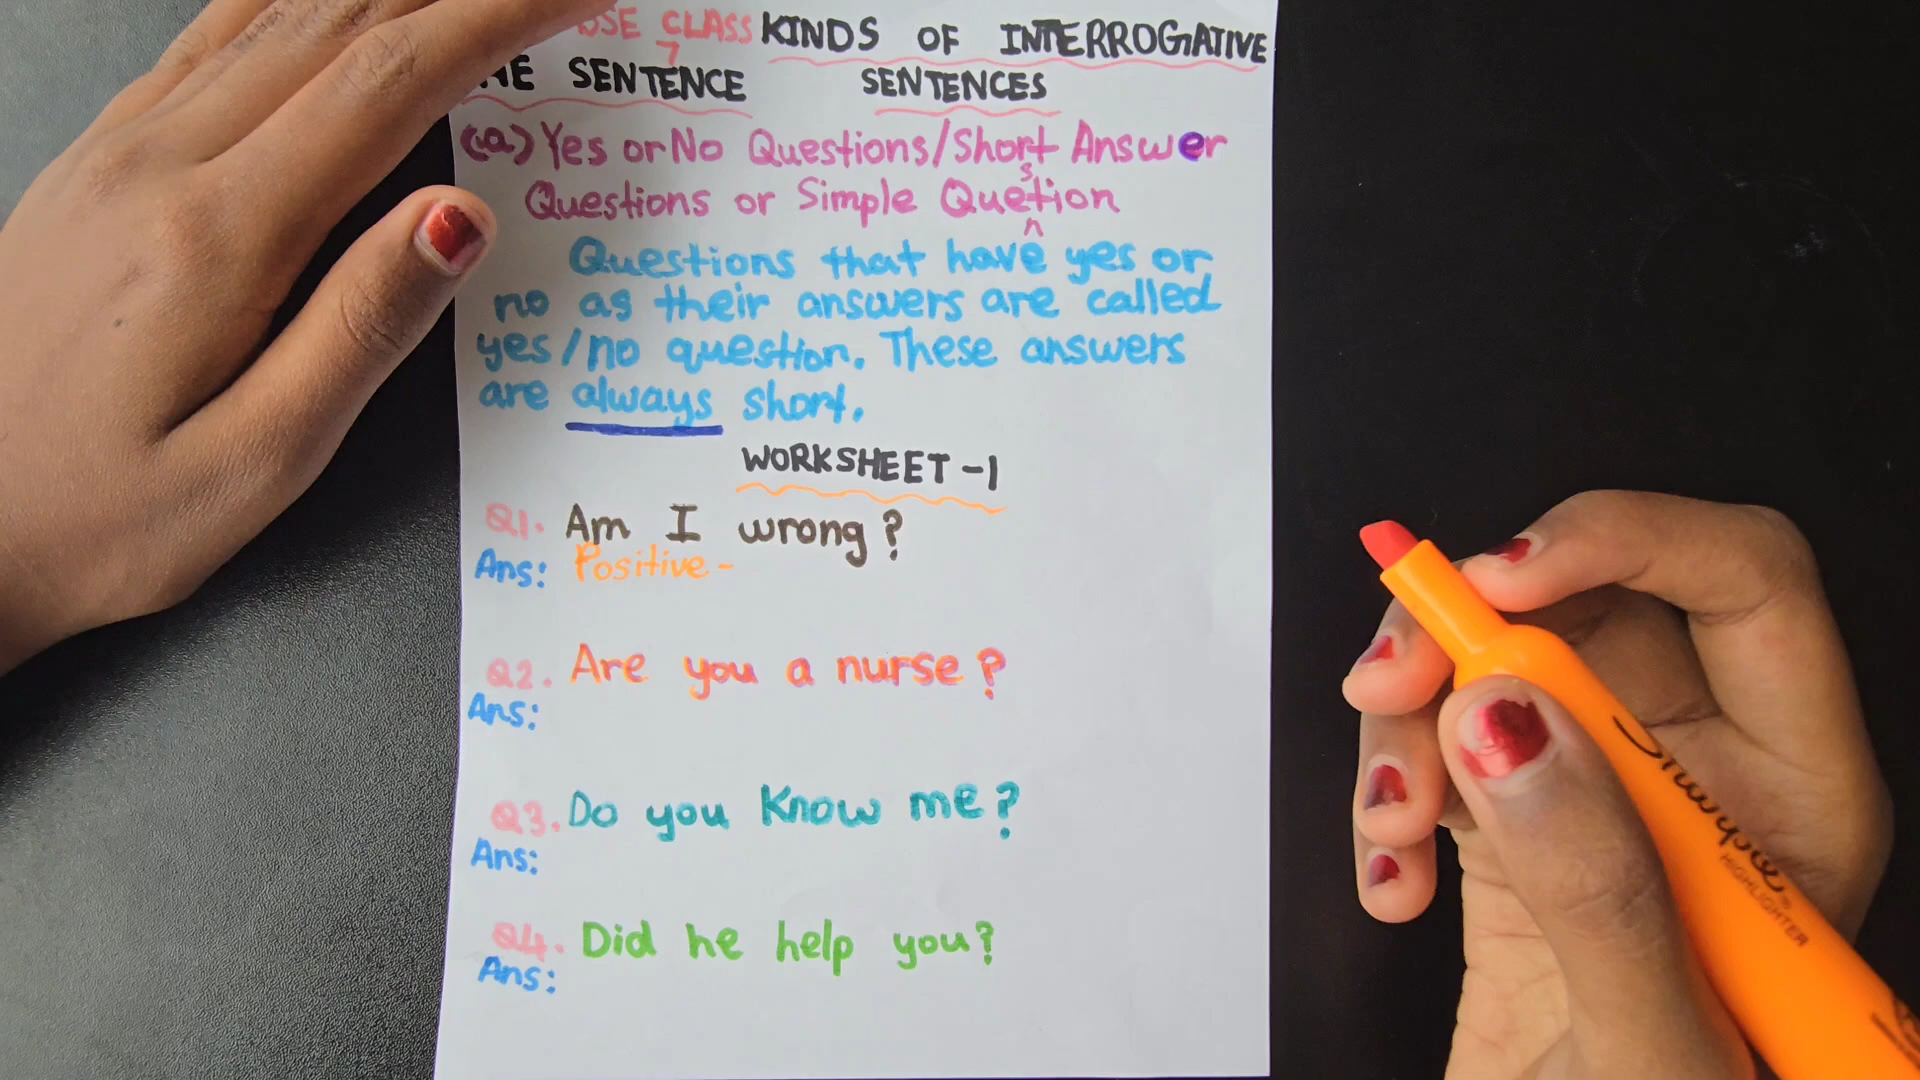 CLASS KINDS OF INTERROGATIVE
7
SENTENCE SENTENCES
(a) Yes or No Questions/Short Answer
Questions or Simple Question
Questions that have yes or
no as their answers are called
yes/no question. These answers
are always short.
WORKSHEET-1
Q1. Am I wrong?
Ans: Positive-
Q2. Are you a nurse?
Ans:
Q3. Do you know me?
Ans:
Q4. Did he help you?
Ans:
HIGHLIGHTER